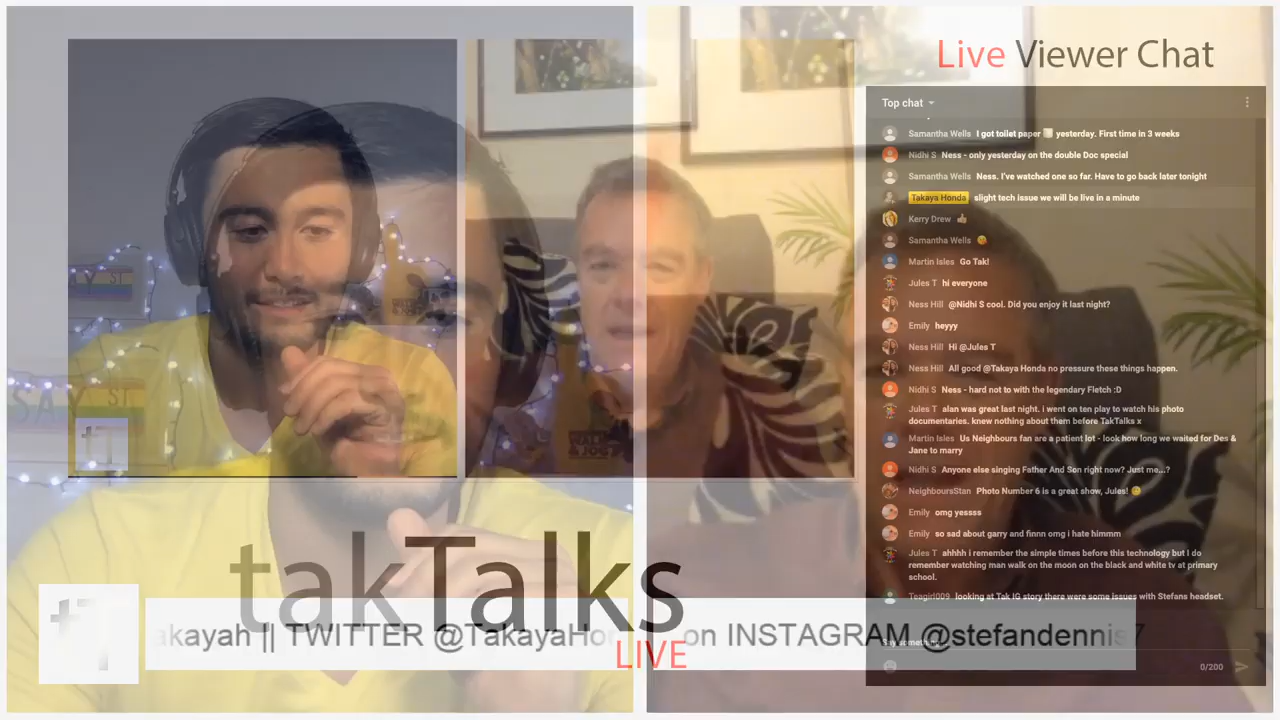 Live Viewer Chat
Top chat
Samantha Wells I got toilet paper yesterday. First time in 3 weeks
Nidhi S Ness - only yesterday on the double Doc special
Samantha Wells Ness. I've watched one so far. Have to go back later tonight
Takaya Honda slight tech issue we will be live in a minute
Kerry Drew 👍
Samantha Wells
Martin Isles Go Tak!
Jules T hi everyone
Ness Hill @Nidhi S cool. Did you enjoy it last night?
Emily heyyy
Ness Hill Hi @Jules T
Ness Hill All good @Takaya Honda no pressure these things happen.
Nidhi S Ness - hard not to with the legendary Fletch :D
Jules T alan was great last night. i went on ten play to watch his photo
documentaries. knew nothing about them before TakTalks x
Martin Isles Us Neighbours fan are a patient lot - look how long we waited for Des &
Jane to marry
Nidhi S Anyone else singing Father And Son right now? Just me...?
NeighboursStan Photo Number 6 is a great show, Jules!
Emily omg yessss
Emily so sad about garry and finnn omg i hate himmm
Jules T ahhhh i remember the simple times before this technology but I do
remember watching man walk on the moon on the black and white tv at primary
school.
Teagirl009 looking at Tak IG story there were some issues with Stefans headset.
Say something...
0/200
tT
takTalks
LIVE
tT
akayah || TWITTER @TakayaHon on INSTAGRAM @stefandennis7